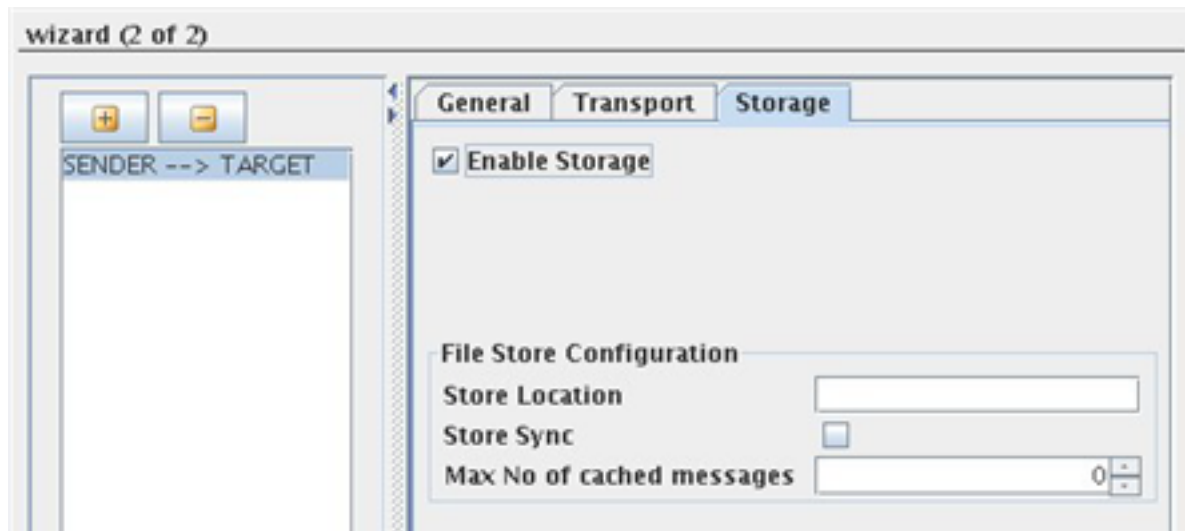 wizard (2 of 2)
SENDER --> TARGET
General Transport Storage
Enable Storage
File Store Configuration
Store Location
Store Sync
Max No of cached messages 0